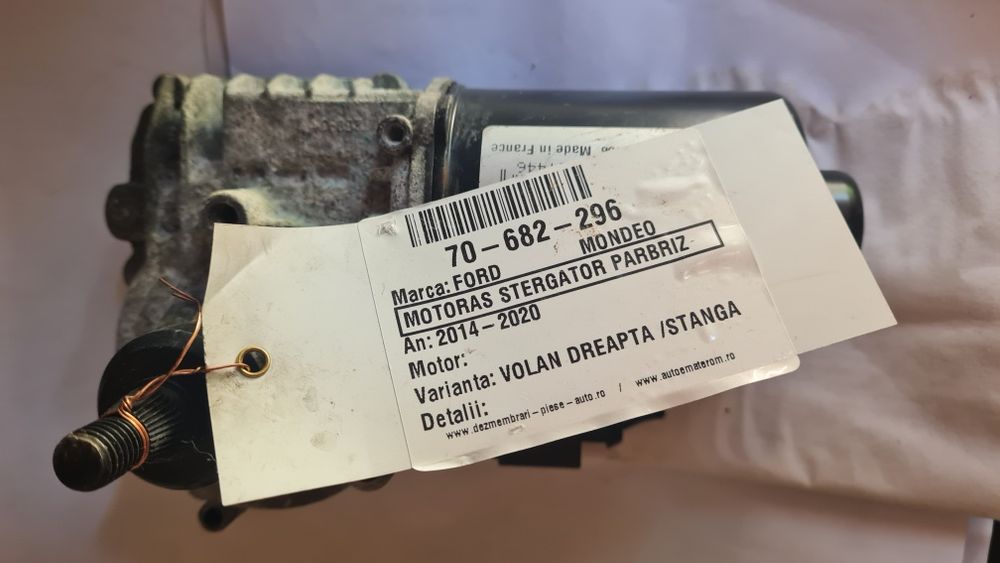 Made in France
70-682-296
Marca: FORD MONDEO
MOTORAS STERGATOR PARBRIZ
An: 2014-2020
Motor:
Varianta: VOLAN DREAPTA /STANGA
Detalii:
www.dezmembrari-piese-auto.ro / www.autoematerom.ro